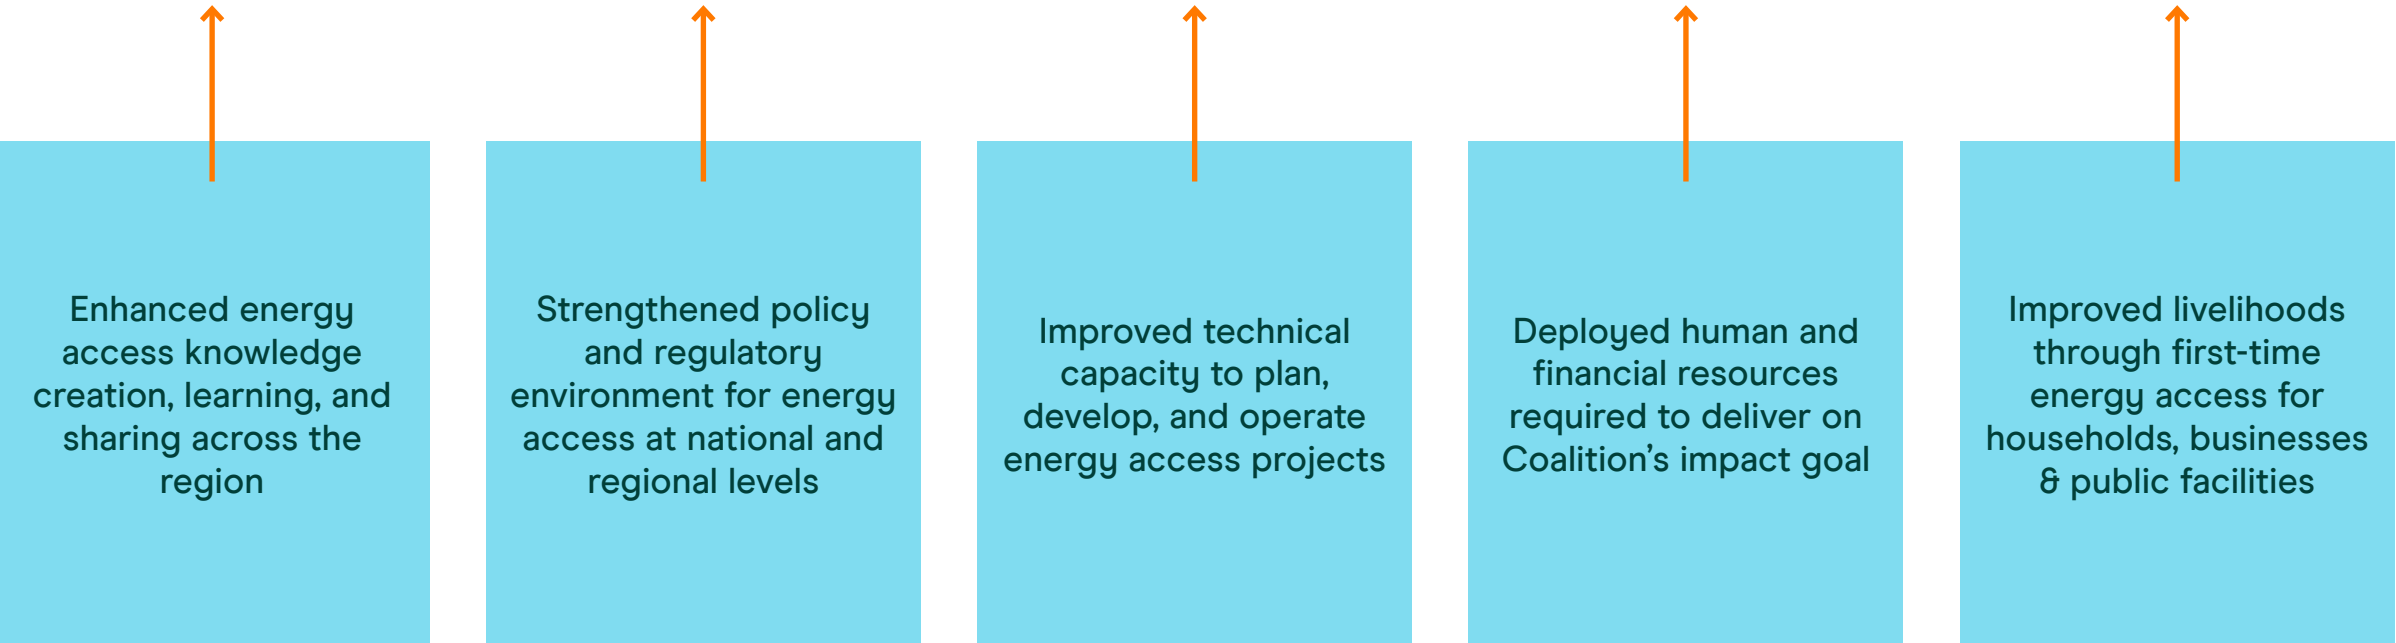 Enhanced energy
access knowledge
creation, learning, and
sharing across the
region
Strengthened policy
and regulatory
environment for energy
access at national and
regional levels
Improved technical
capacity to plan,
develop, and operate
energy access projects
Deployed human and
financial resources
required to deliver on
Coalition’s impact goal
Improved livelihoods
through first-time
energy access for
households, businesses
& public facilities